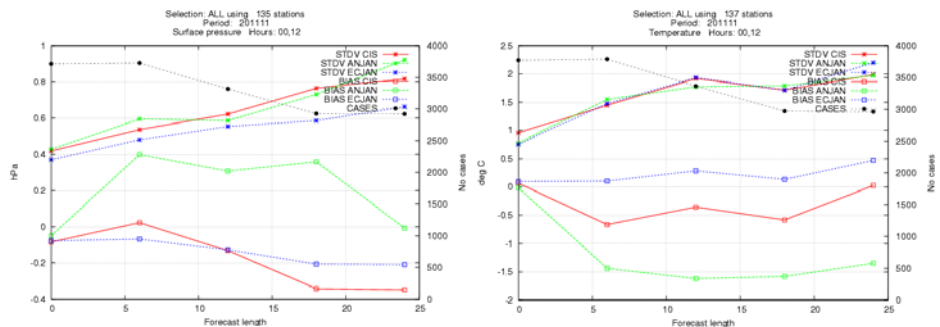 Selection: ALL using 135 stations
Period: 201111
Surface pressure Hours: 00,12
STDV CIS
STDV ANJAN
STDV ECJAN
BIAS CIS
BIAS ANJAN
BIAS ECJAN
CASES
1
0.8
0.6
0.4
0.2
0
-0.2
-0.4
hPa
4000
3500
3000
2500
2000
1500
1000
500
0
No cases
0 5 10 15 20 25
Forecast length
Selection: ALL using 137 stations
Period: 201111
Temperature Hours: 00,12
STDV CIS
STDV ANJAN
STDV ECJAN
BIAS CIS
BIAS ANJAN
BIAS ECJAN
CASES
2.5
2
1.5
1
0.5
0
-0.5
-1
-1.5
-2
deg C
4000
3500
3000
2500
2000
1500
1000
500
0
No cases
0 5 10 15 20 25
Forecast length